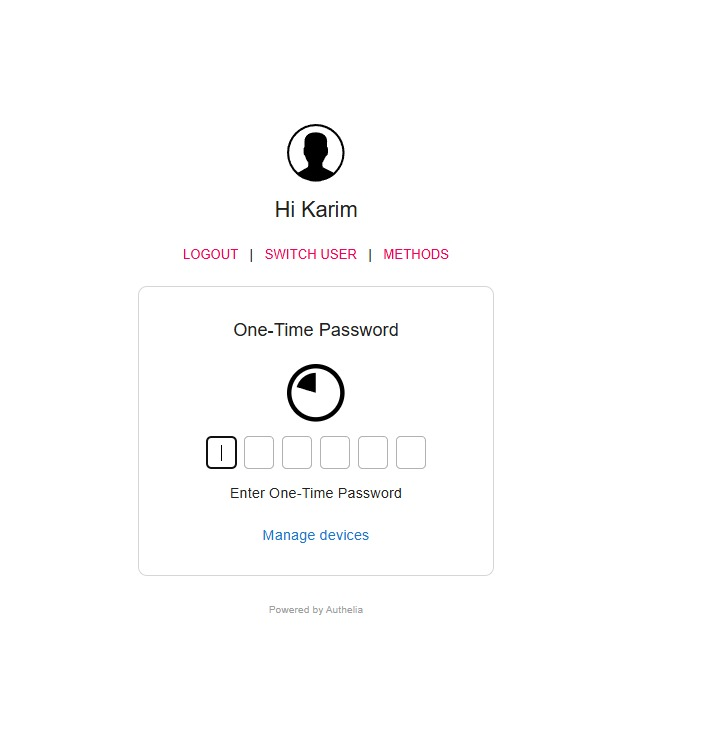 Hi Karim
LOGOUT | SWITCH USER | METHODS
One-Time Password
Enter One-Time Password
Manage devices
Powered by Authelia